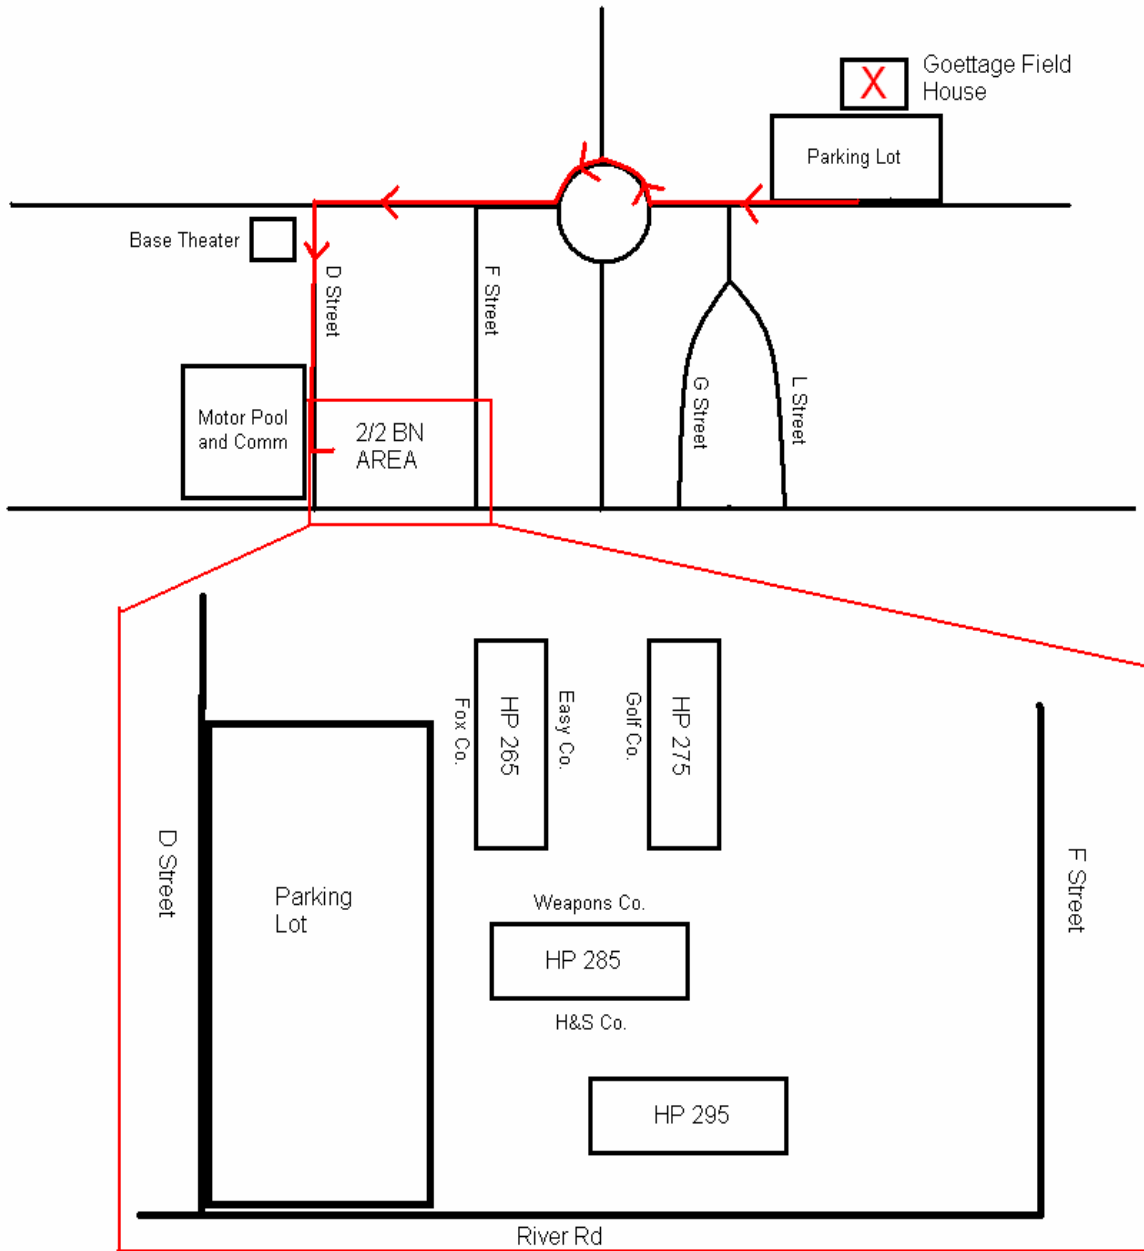 X
Goettage Field
House
Parking Lot
Base Theater
D Street
F Street
G Street
L Street
Motor Pool
and Comm
2/2 BN
AREA
Fox Co.
HP 265
Easy Co.
Golf Co.
HP 275
D Street
Parking
Lot
F Street
Weapons Co.
HP 285
H&S Co.
HP 295
River Rd